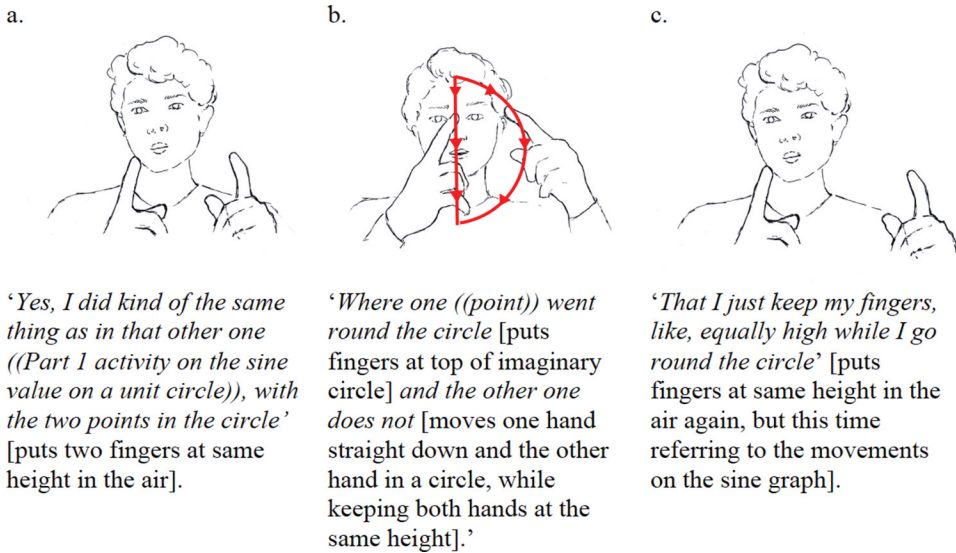 a.
‘Yes, I did kind of the same
thing as in that other one
((Part 1 activity on the sine
value on a unit circle)), with
the two points in the circle’
[puts two fingers at same
height in the air].
b.
‘Where one ((point)) went
round the circle [puts
fingers at top of imaginary
circle] and the other one
does not [moves one hand
straight down and the other
hand in a circle, while
keeping both hands at the
same height].’
c.
‘That I just keep my fingers,
like, equally high while I go
round the circle’ [puts
fingers at same height in the
air again, but this time
referring to the movements
on the sine graph].